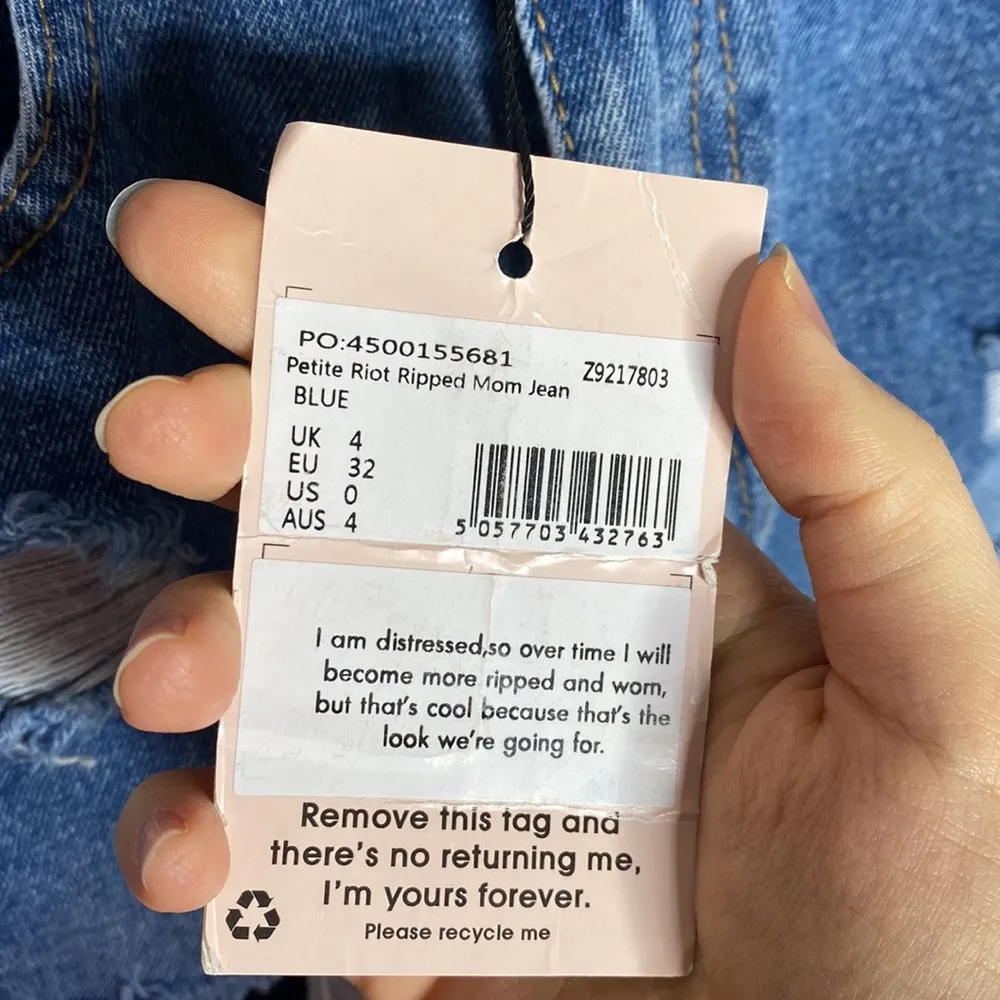 PO:4500155681
Petite Riot Ripped Mom Jean Z9217803
BLUE
UK 4
EU 32
US 0
AUS 4
5 057703 432763
I am distressed,so over time I will
become more ripped and worn,
but that's cool because that's the
look we're going for.
Remove this tag and
there's no returning me,
I'm yours forever.
Please recycle me